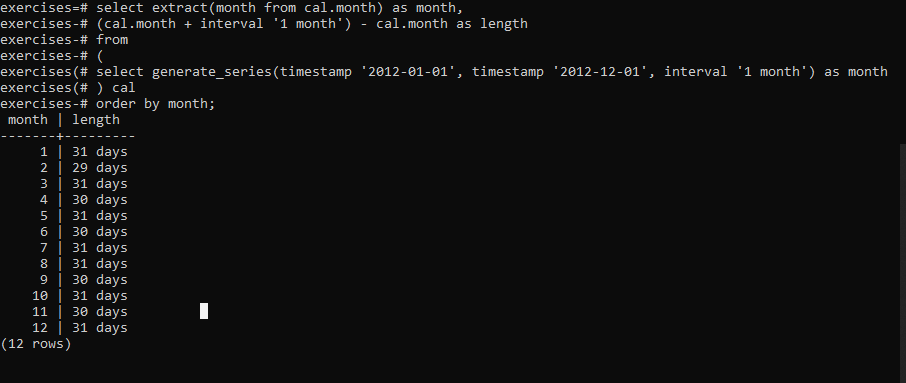 exercises=# select extract(month from cal.month) as month,
exercises-# (cal.month + interval '1 month') - cal.month as length
exercises-# from
exercises-# (
exercises(# select generate_series(timestamp '2012-01-01', timestamp '2012-12-01', interval '1 month') as month
exercises(# ) cal
exercises-# order by month;
 month | length
-------+---------
     1 | 31 days
     2 | 29 days
     3 | 31 days
     4 | 30 days
     5 | 31 days
     6 | 30 days
     7 | 31 days
     8 | 31 days
     9 | 30 days
    10 | 31 days
    11 | 30 days
    12 | 31 days
(12 rows)